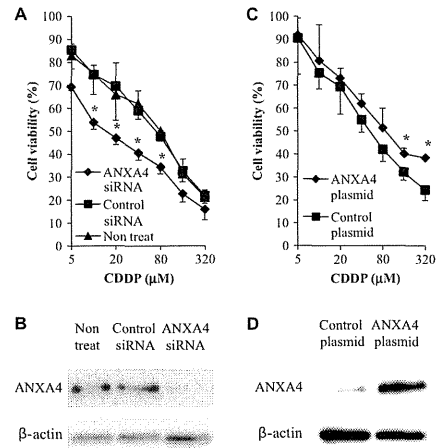 A
C
100
90
80
70
60
50
40
30
20
10
0
Cell viability (%)
*
*
*
*
ANXA4 siRNA
Control siRNA
Non treat
5
20
80
320
CDDP (μM)
100
90
80
70
60
50
40
30
20
10
0
Cell viability (%)
*
*
ANXA4 plasmid
Control plasmid
5
20
80
320
CDDP (μM)
B
Non treat
Control siRNA
ANXA4 siRNA
ANXA4
β-actin
D
Control plasmid
ANXA4 plasmid
ANXA4
β-actin